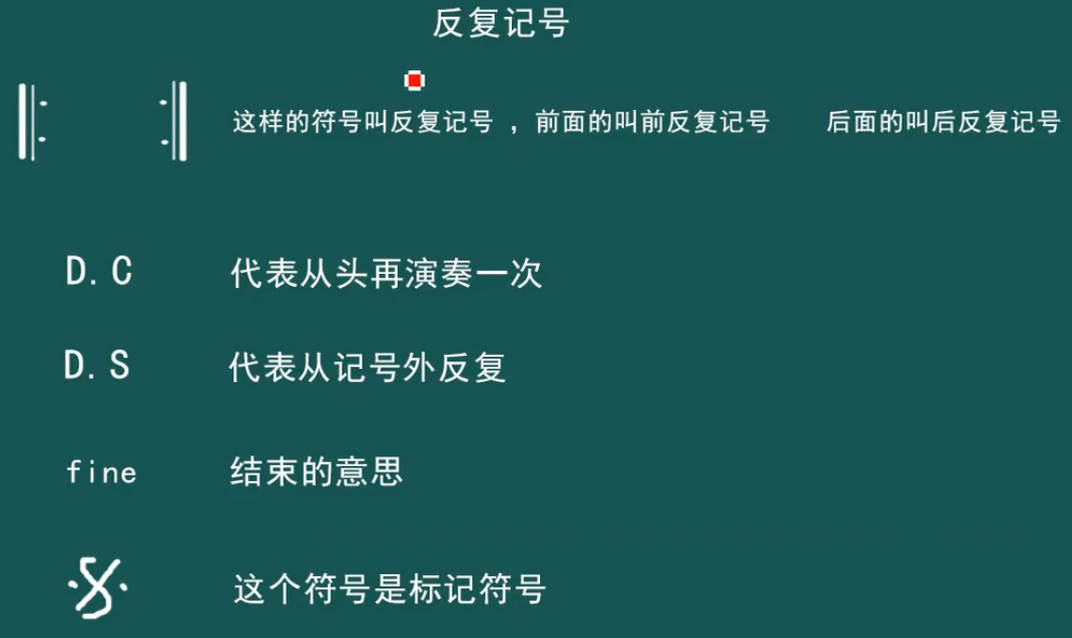 反复记号
这样的符号叫反复记号 ，前面的叫前反复记号 后面的叫后反复记号
D.C 代表从头再演奏一次
D.S 代表从记号外反复
fine 结束的意思
这个符号是标记符号